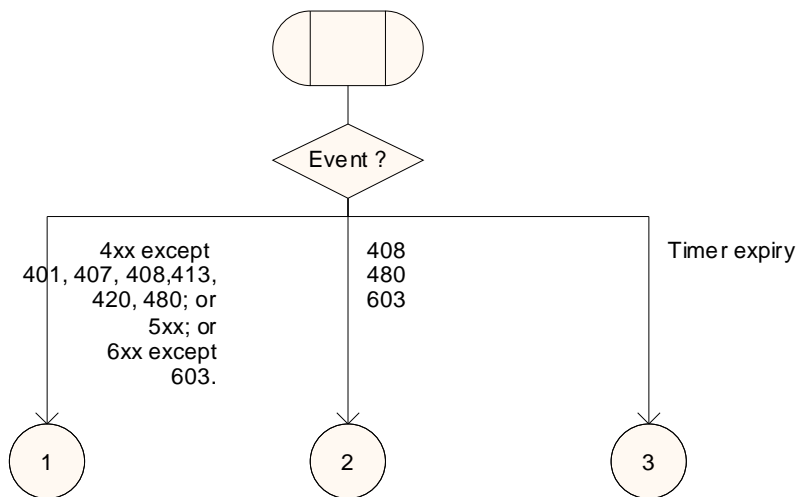 Event ?
4xx except
401, 407, 408,413,
420, 480; or
5xx; or
6xx except
603.
408
480
603
Timer expiry
1
2
3